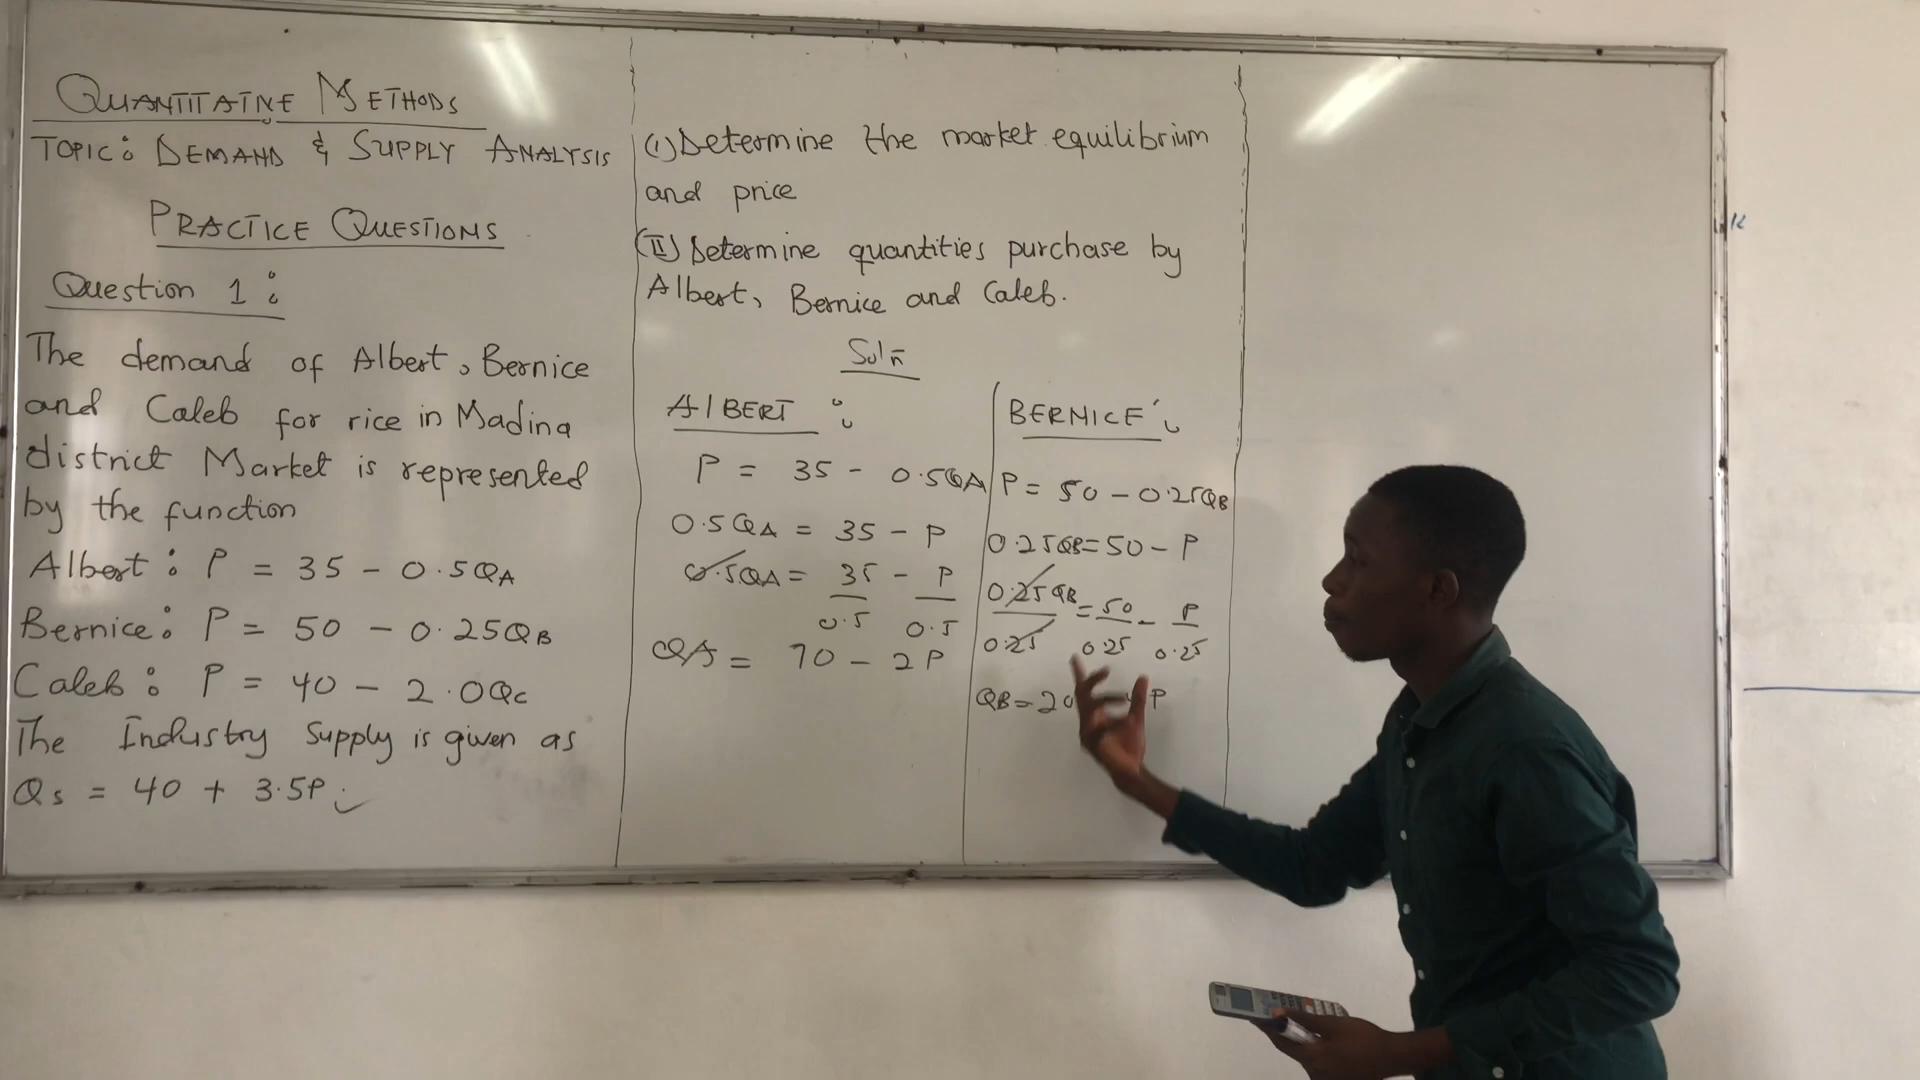 QUANTITATIVE METHODS
TOPIC: DEMAND & SUPPLY ANALYSIS
PRACTICE QUESTIONS
Question 1:
The demand of Albert, Bernice
and Caleb for rice in Madina
district Market is represented
by the function
Albert: P = 35 - 0.5QA
Bernice: P = 50 - 0.25QB
Caleb: P = 40 - 2.0QC
The Industry Supply is given as
Qs = 40 + 3.5P
(I) Determine the market equilibrium
and price
(II) Determine quantities purchase by
Albert, Bernice and Caleb.
Soln
ALBERT:
P = 35 - 0.5QA
0.5QA = 35 - P
0.5QA = 35 - P
0.5 0.5
QA = 70 - 2P
BERNICE:
P = 50 - 0.25QB
0.25QB = 50 - P
0.25QB = 50 - P
0.25 0.25 0.25
QB = 20 P